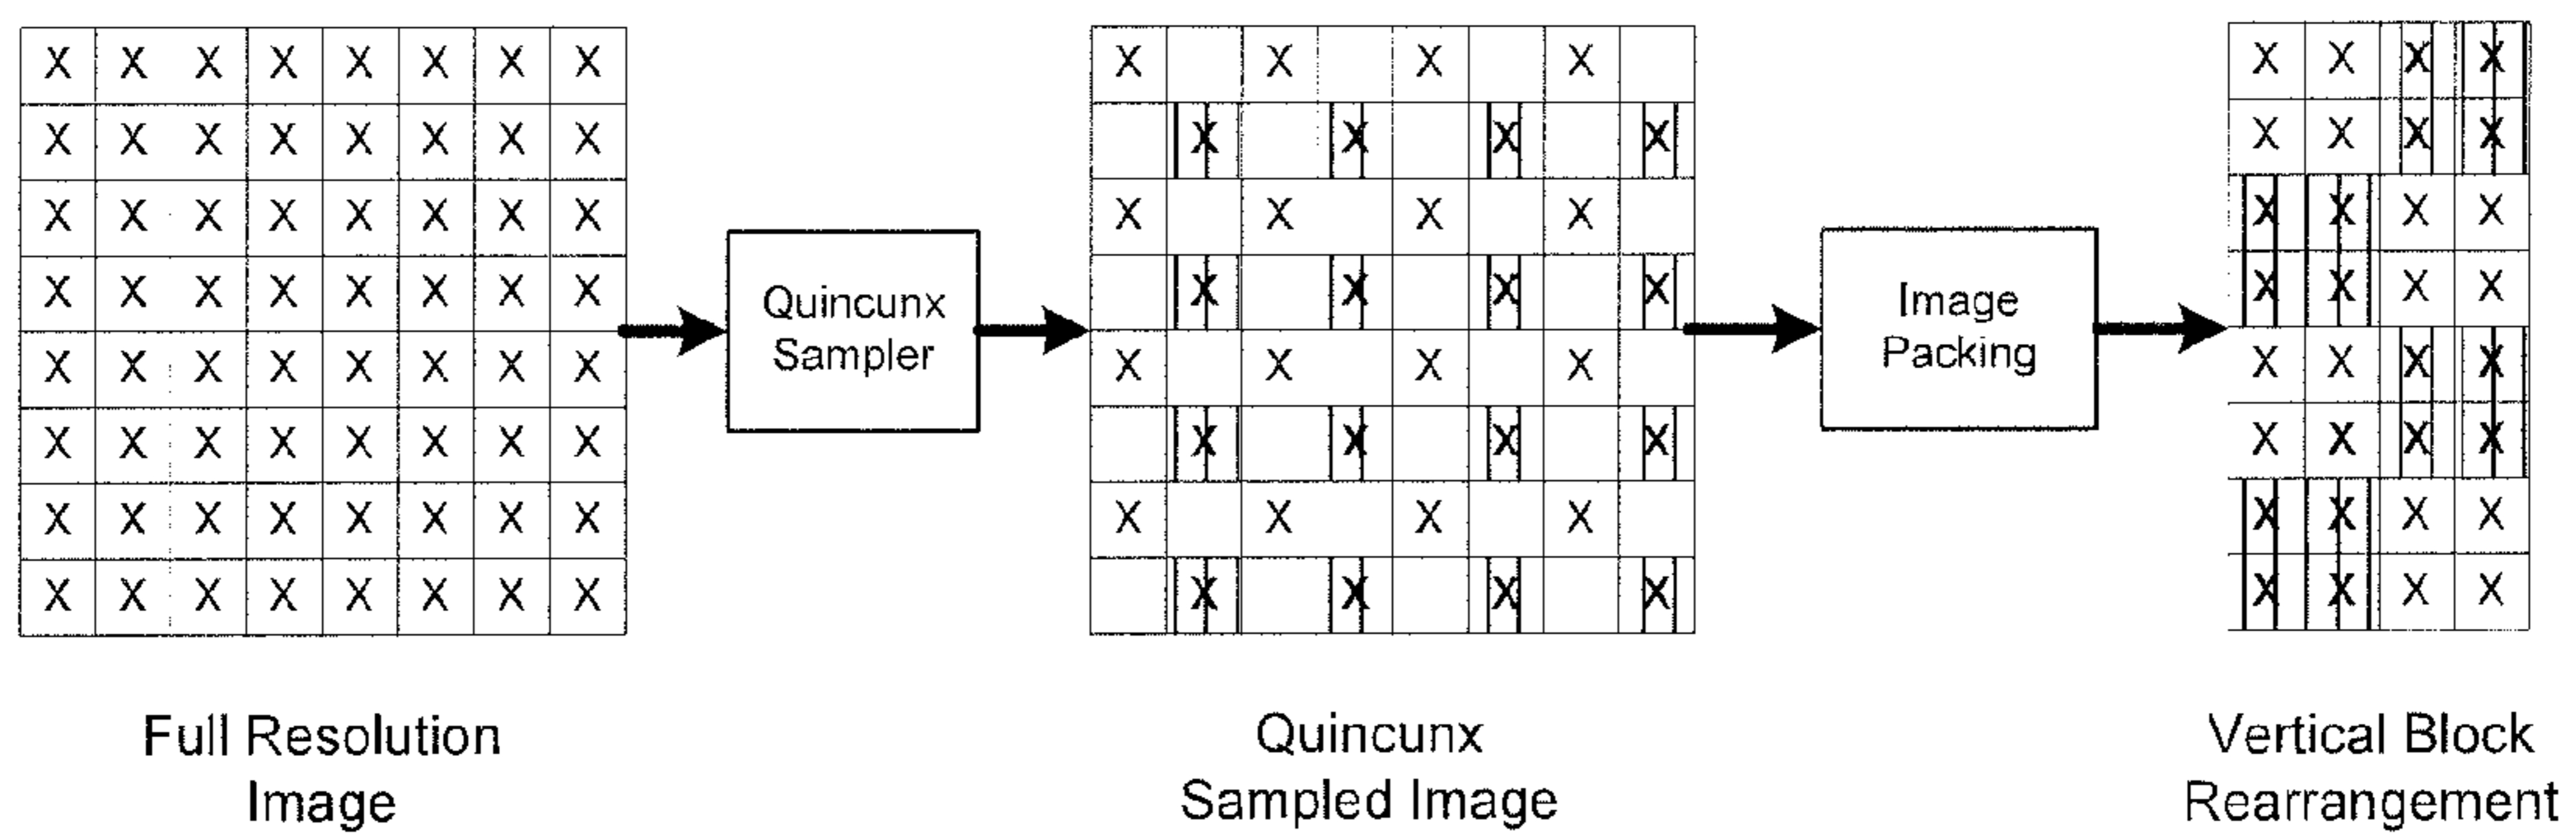 X X X X X X X X
X X X X X X X X
X X X X X X X X
X X X X X X X X
X X X X X X X X
X X X X X X X X
X X X X X X X X
X X X X X X X X
Full Resolution
Image
Quincunx
Sampler
X X X X
X X X X
X X X X
X X X X
X X X X
X X X X
X X X X
X X X X
Quincunx
Sampled Image
Image
Packing
X X X X
X X X X
X X X X
X X X X
X X X X
X X X X
X X X X
X X X X
Vertical Block
Rearrangement